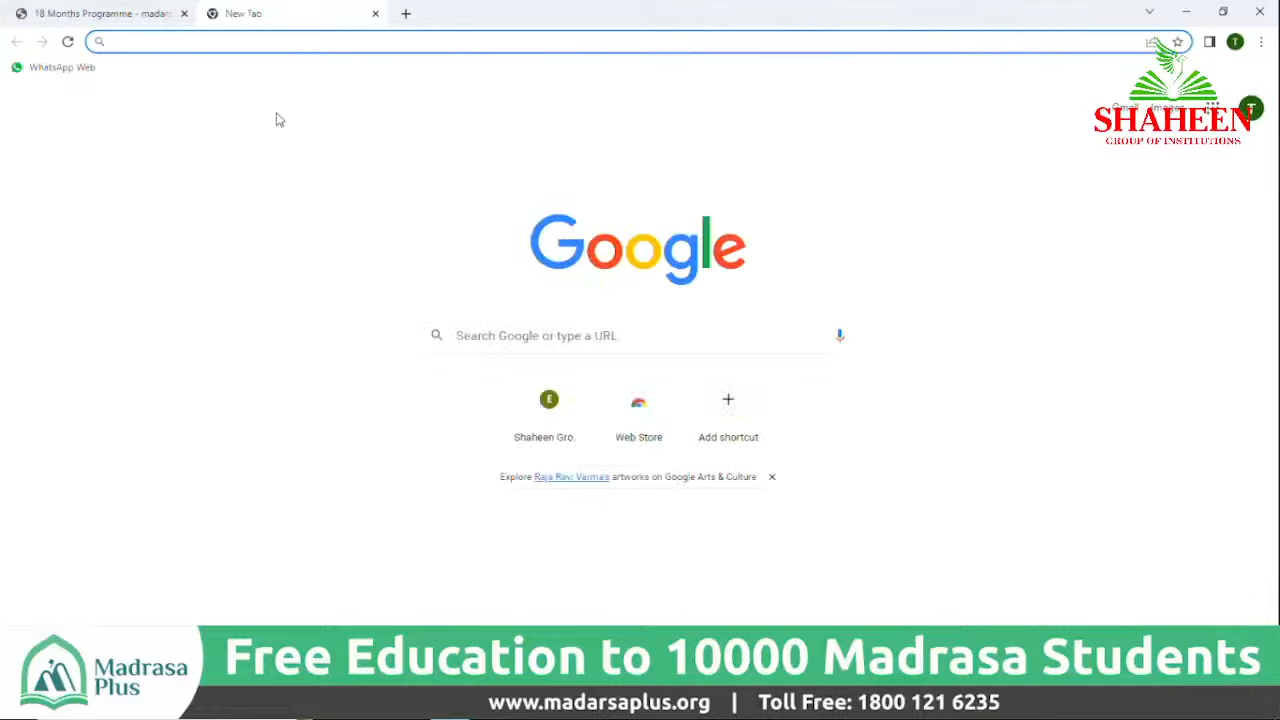 18 Months Programme - madars
New Tab
WhatsApp Web
Gmail Images
T
T
SHAHEEN
GROUP OF INSTITUTIONS
Google
Search Google or type a URL
E
Shaheen Gro.
Web Store
Add shortcut
Explore Raja Ravi Varma's artworks on Google Arts & Culture
Madrasa
Plus
Free Education to 10000 Madrasa Students
www.madarsaplus.org | Toll Free: 1800 121 6235